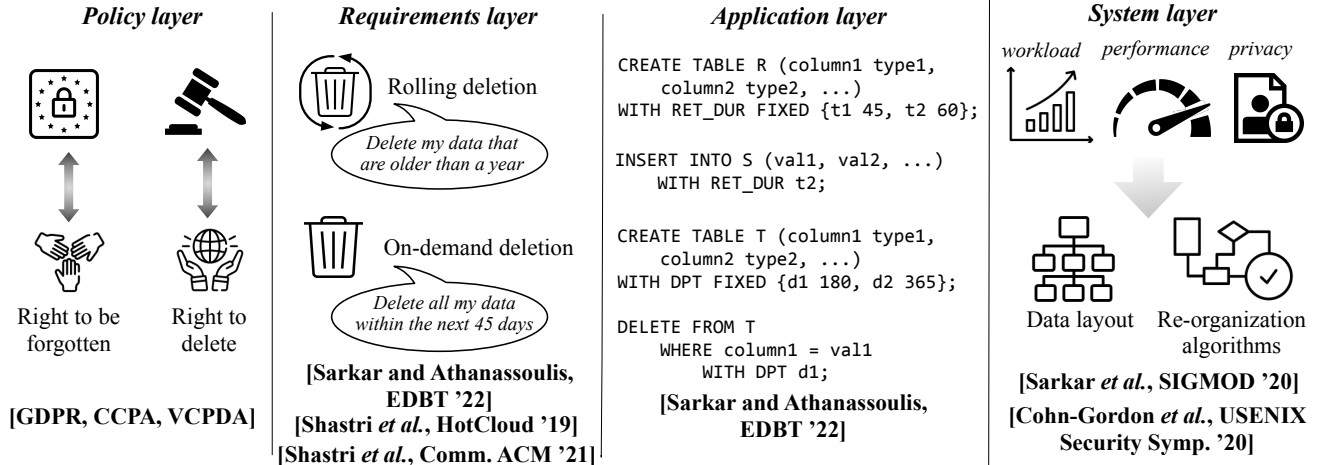 Policy layer
Right to be
forgotten
Right to
delete
[GDPR, CCPA, VCPDA]
Requirements layer
Rolling deletion
Delete my data that
are older than a year
On-demand deletion
Delete all my data
within the next 45 days
[Sarkar and Athanassoulis,
EDBT ’22]
[Shastri et al., HotCloud ’19]
[Shastri et al., Comm. ACM ’21]
Application layer
CREATE TABLE R (column1 type1,
column2 type2, ...)
WITH RET_DUR FIXED {t1 45, t2 60};
INSERT INTO S (val1, val2, ...)
WITH RET_DUR t2;
CREATE TABLE T (column1 type1,
column2 type2, ...)
WITH DPT FIXED {d1 180, d2 365};
DELETE FROM T
WHERE column1 = val1
WITH DPT d1;
[Sarkar and Athanassoulis,
EDBT ’22]
System layer
workload performance privacy
Data layout
Re-organization
algorithms
[Sarkar et al., SIGMOD ’20]
[Cohn-Gordon et al., USENIX
Security Symp. ’20]